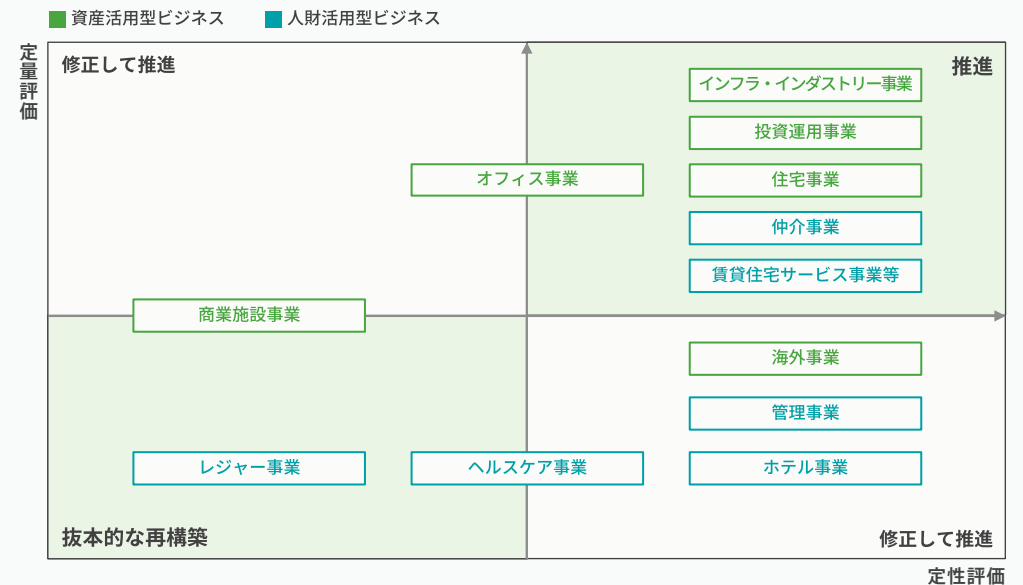 資産活用型ビジネス
人財活用型ビジネス
定量評価
修正して推進
推進
インフラ・インダストリー事業
投資運用事業
オフィス事業
住宅事業
仲介事業
賃貸住宅サービス事業等
商業施設事業
海外事業
管理事業
レジャー事業
ヘルスケア事業
ホテル事業
抜本的な再構築
修正して推進
定性評価